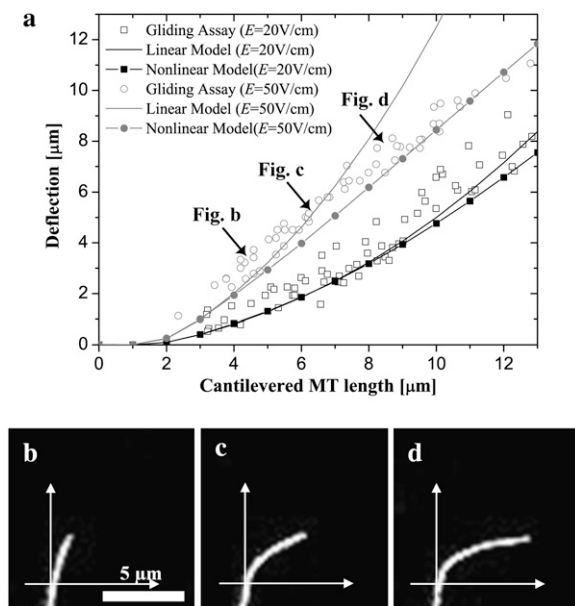 a
Gliding Assay (E=20V/cm)
Linear Model (E=20V/cm)
Nonlinear Model(E=20V/cm)
Gliding Assay (E=50V/cm)
Linear Model (E=50V/cm)
Nonlinear Model(E=50V/cm)
Fig. d
Fig. c
Fig. b
Deflection [μm]
12
10
8
6
4
2
0
0 2 4 6 8 10 12
Cantilevered MT length [μm]
b c d
5 μm